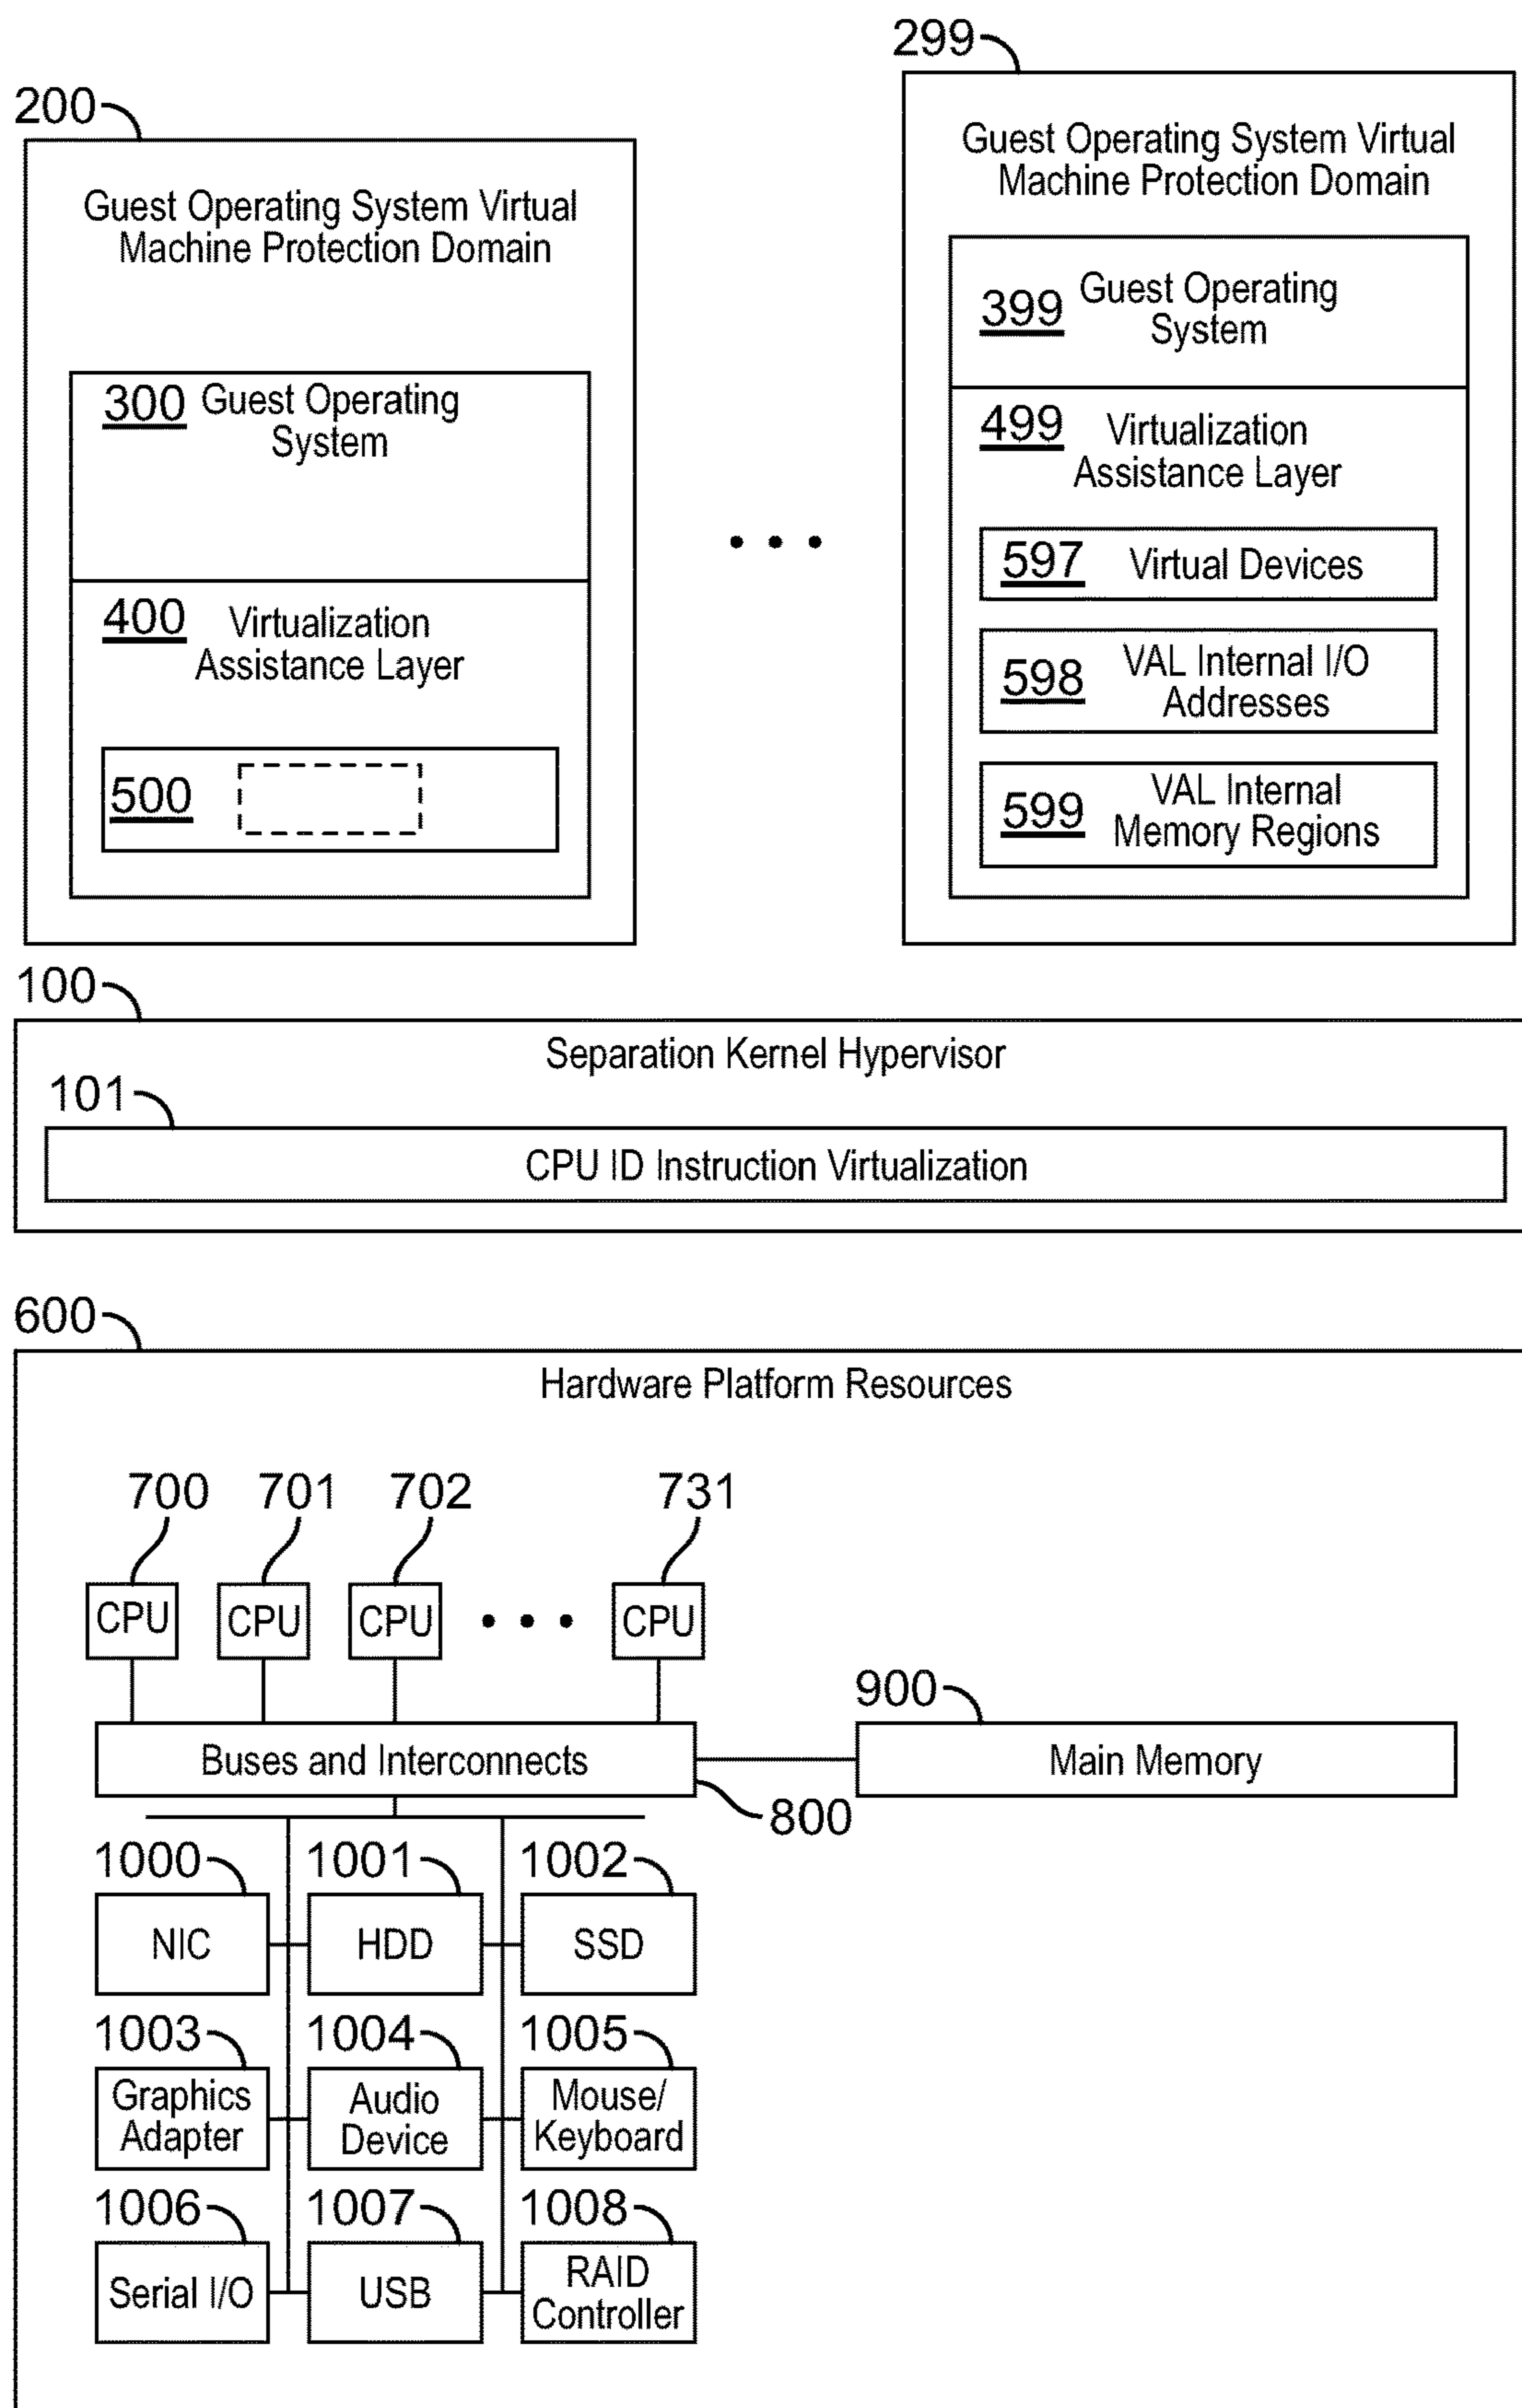 299
200
Guest Operating System Virtual
Machine Protection Domain
Guest Operating System Virtual
Machine Protection Domain
300 Guest Operating
System
400 Virtualization
Assistance Layer
500
399 Guest Operating
System
499 Virtualization
Assistance Layer
597 Virtual Devices
598 VAL Internal I/O
Addresses
599 VAL Internal
Memory Regions
100
Separation Kernel Hypervisor
101
CPU ID Instruction Virtualization
600
Hardware Platform Resources
700 701 702 731
CPU CPU CPU CPU
900
Buses and Interconnects Main Memory
800
1000 1001 1002
NIC HDD SSD
1003 1004 1005
Graphics
Adapter
Audio
Device
Mouse/
Keyboard
1006 1007 1008
Serial I/O USB
RAID
Controller